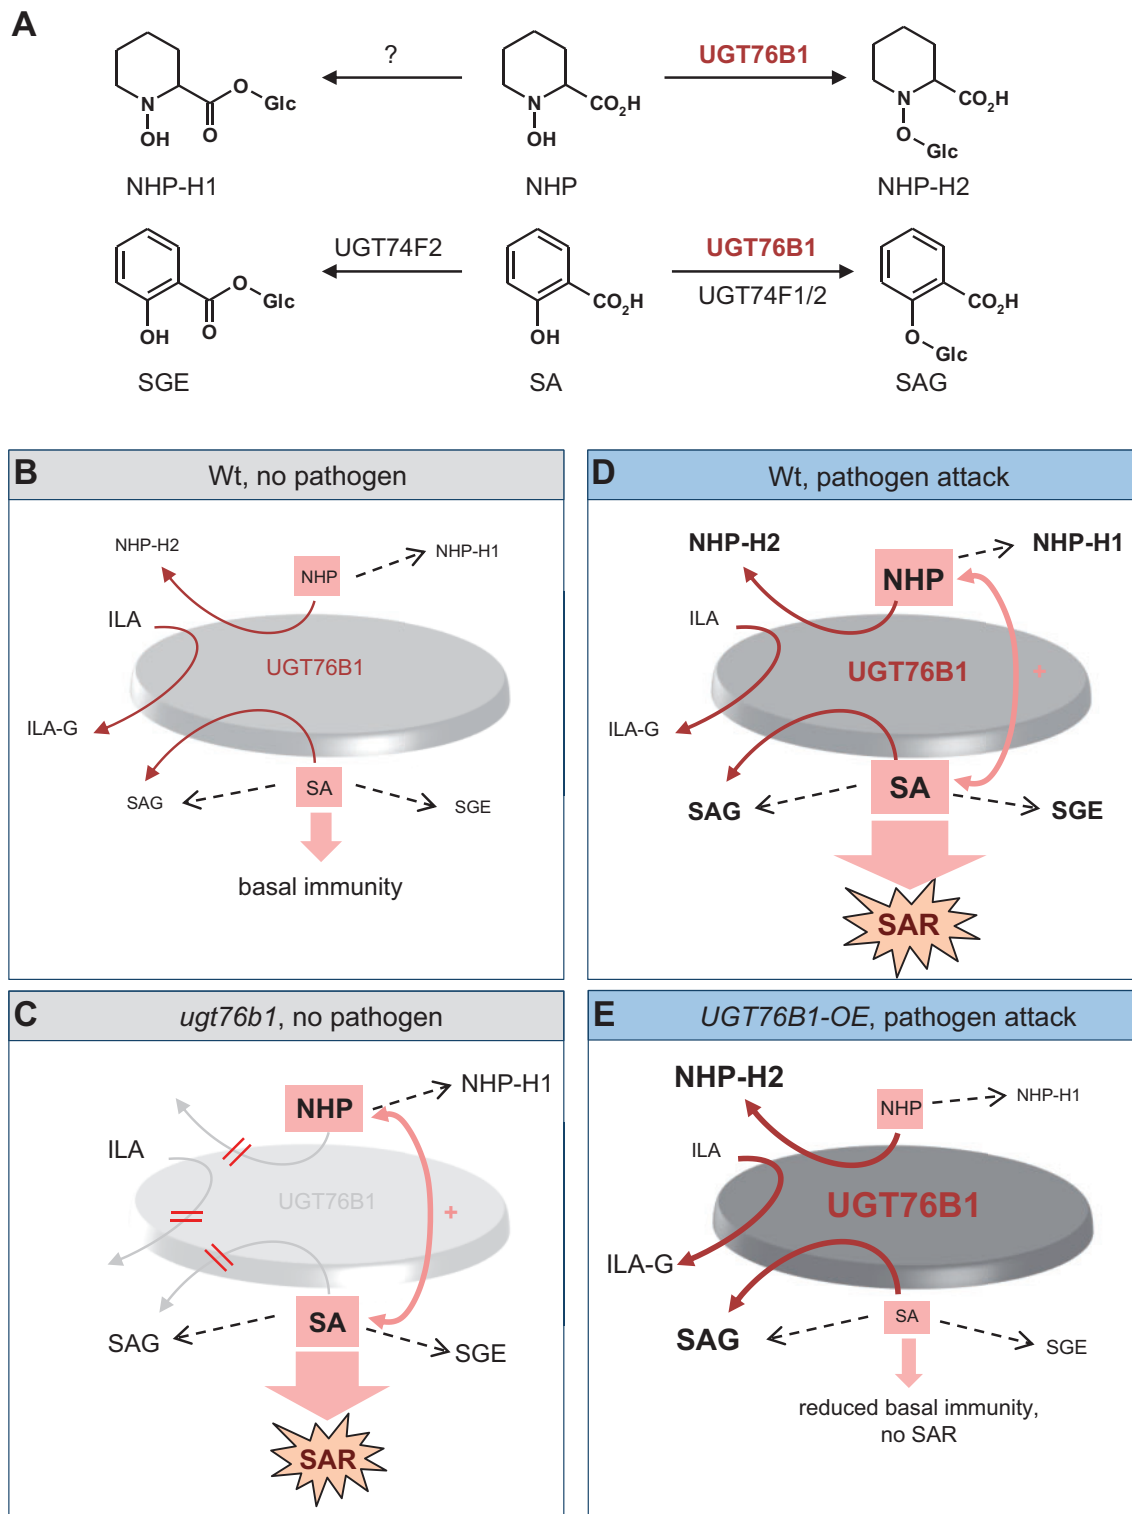 A
N
OH
O
O
Glc
NHP-H1
?
N
OH
CO₂H
NHP
UGT76B1
N
O
Glc
CO₂H
NHP-H2
OH
O
O
Glc
SGE
UGT74F2
OH
CO₂H
SA
UGT76B1
UGT74F1/2
O
Glc
CO₂H
SAG
B
Wt, no pathogen
NHP-H2
NHP
NHP-H1
ILA
UGT76B1
ILA-G
SAG
SA
SGE
basal immunity
D
Wt, pathogen attack
NHP-H2
NHP
NHP-H1
ILA
UGT76B1
+
ILA-G
SAG
SA
SGE
SAR
C
ugt76b1, no pathogen
NHP
NHP-H1
ILA
UGT76B1
+
SAG
SA
SGE
SAR
E
UGT76B1-OE, pathogen attack
NHP-H2
NHP
NHP-H1
ILA
UGT76B1
ILA-G
SAG
SA
SGE
reduced basal immunity,
no SAR